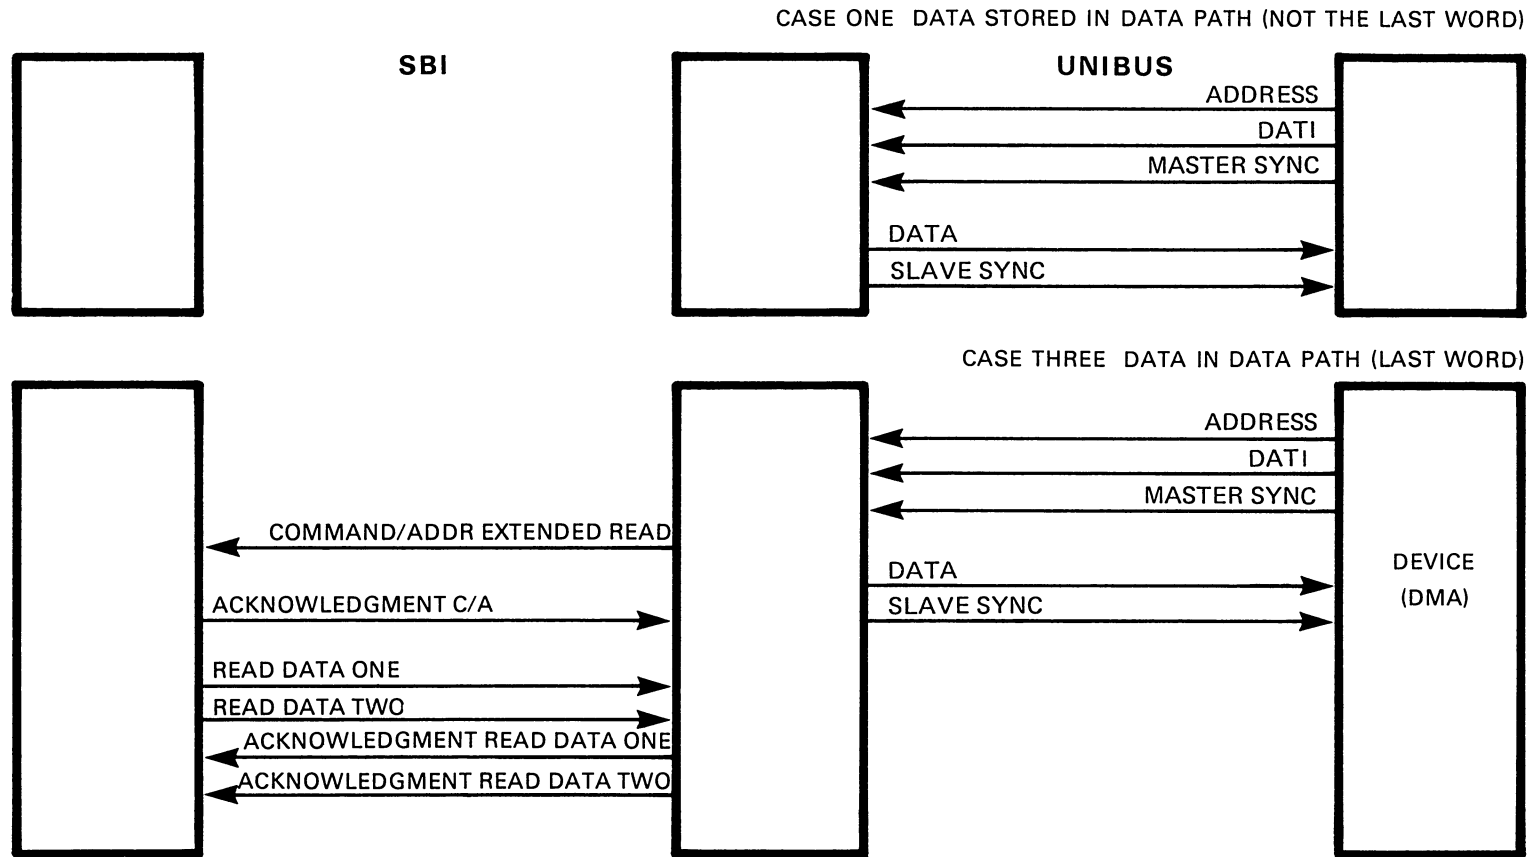 CASE ONE DATA STORED IN DATA PATH (NOT THE LAST WORD)
SBI
UNIBUS
ADDRESS
DATI
MASTER SYNC
DATA
SLAVE SYNC
CASE THREE DATA IN DATA PATH (LAST WORD)
ADDRESS
DATI
MASTER SYNC
COMMAND/ADDR EXTENDED READ
DATA
DEVICE
(DMA)
ACKNOWLEDGMENT C/A
SLAVE SYNC
READ DATA ONE
READ DATA TWO
ACKNOWLEDGMENT READ DATA ONE
ACKNOWLEDGMENT READ DATA TWO